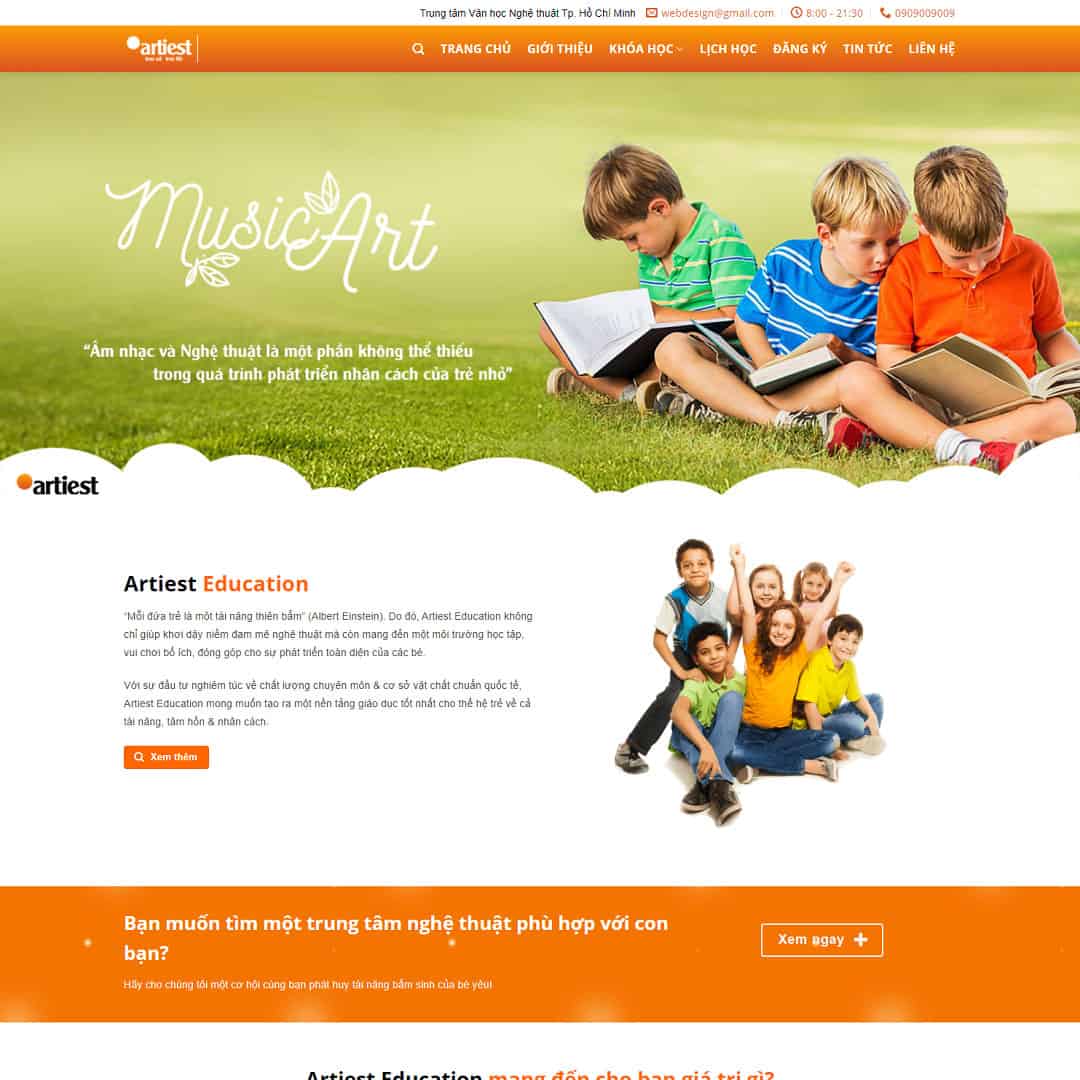 Trung tâm Văn học Nghệ thuật Tp. Hồ Chí Minh webdesign@gmail.com 8:00 - 21:30 0909009009
artiest
TRANG CHỦ GIỚI THIỆU KHÓA HỌC LỊCH HỌC ĐĂNG KÝ TIN TỨC LIÊN HỆ
Music Art
“Âm nhạc và Nghệ thuật là một phần không thể thiếu
trong quá trình phát triển nhân cách của trẻ nhỏ”
artiest
Artiest Education
“Mỗi đứa trẻ là một tài năng thiên bẩm” (Albert Einstein). Do đó, Artiest Education không
chỉ giúp khơi dậy niềm đam mê nghệ thuật mà còn mang đến một môi trường học tập,
vui chơi bổ ích, đóng góp cho sự phát triển toàn diện của các bé.
Với sự đầu tư nghiêm túc về chất lượng chuyên môn & cơ sở vật chất chuẩn quốc tế,
Artiest Education mong muốn tạo ra một nền tảng giáo dục tốt nhất cho thế hệ trẻ về cả
tài năng, tâm hồn & nhân cách.
Xem thêm
Bạn muốn tìm một trung tâm nghệ thuật phù hợp với con
bạn?
Xem ngay
Hãy cho chúng tôi một cơ hội cùng bạn phát huy tài năng bẩm sinh của bé yêu!
Artiest Education mang đến cho bạn giá trị gì?